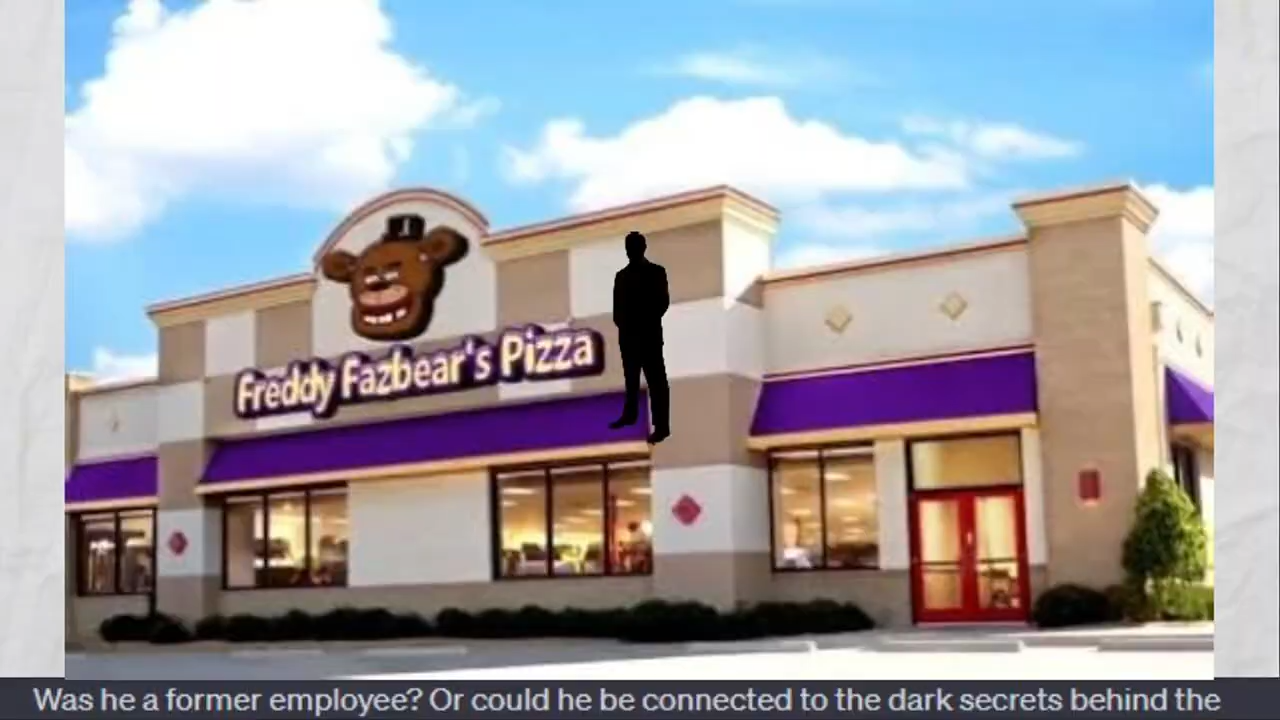 Freddy Fazbear's Pizza
Was he a former employee? Or could he be connected to the dark secrets behind the